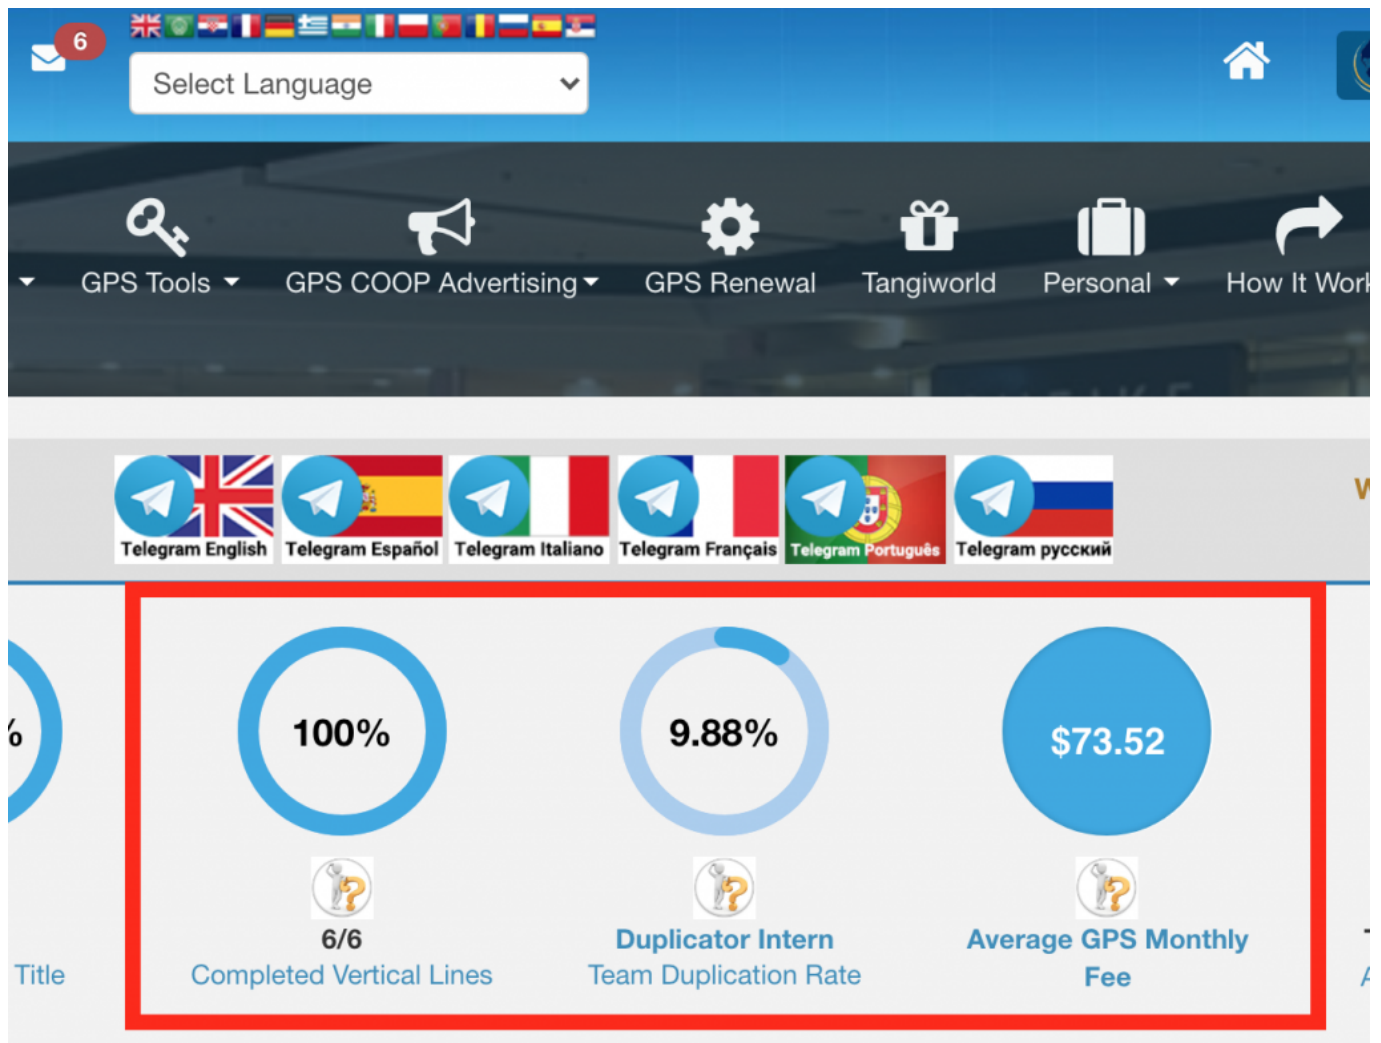 6
Select Language
GPS Tools
GPS COOP Advertising
GPS Renewal
Tangiworld
Personal
How It Work
Telegram English
Telegram Español
Telegram Italiano
Telegram Français
Telegram Português
Telegram русский
%
100%
9.88%
$73.52
6/6
Duplicator Intern
Average GPS Monthly
Title
Completed Vertical Lines
Team Duplication Rate
Fee